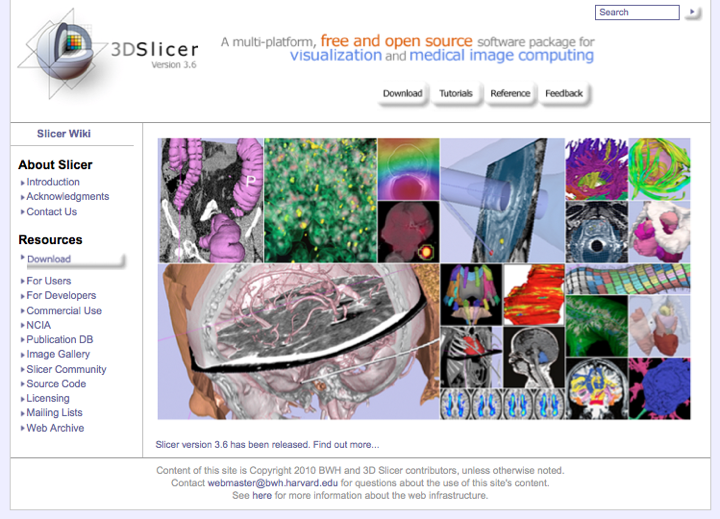 Search
3DSlicer
Version 3.6
A multi-platform, free and open source software package for
visualization and medical image computing
Download Tutorials Reference Feedback
Slicer Wiki
About Slicer
Introduction
Acknowledgments
Contact Us
Resources
Download
For Users
For Developers
Commercial Use
NCIA
Publication DB
Image Gallery
Slicer Community
Source Code
Licensing
Mailing Lists
Web Archive
P
Slicer version 3.6 has been released. Find out more...
Content of this site is Copyright 2010 BWH and 3D Slicer contributors, unless otherwise noted.
Contact webmaster@bwh.harvard.edu for questions about the use of this site's content.
See here for more information about the web infrastructure.